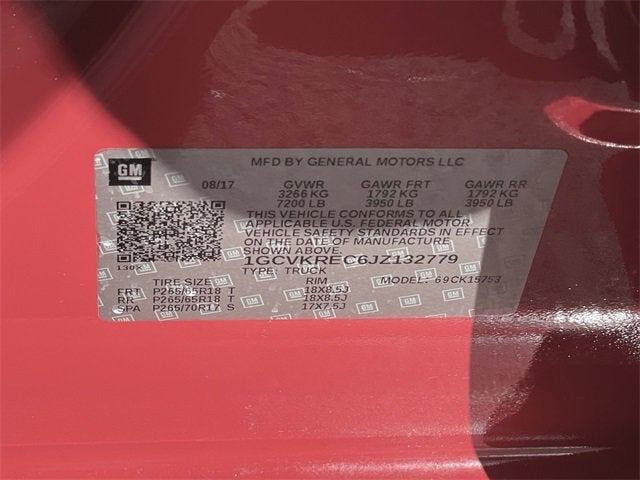 GM
MFD BY GENERAL MOTORS LLC
08/17 GVWR GAWR FRT GAWR RR
3266 KG 1792 KG 1792 KG
7200 LB 3950 LB 3950 LB
THIS VEHICLE CONFORMS TO ALL
APPLICABLE U.S. FEDERAL MOTOR
VEHICLE SAFETY STANDARDS IN EFFECT
ON THE DATE OF MANUFACTURE
SHOWN ABOVE.
1GCVKREC6JZ132779
TYPE: TRUCK MODEL: 69CK15753
TIRE SIZE RIM
FRT P265/65R18 T 18X8.5J
RR P265/65R18 T 18X8.5J
SPA P265/70R17 S 17X7.5J